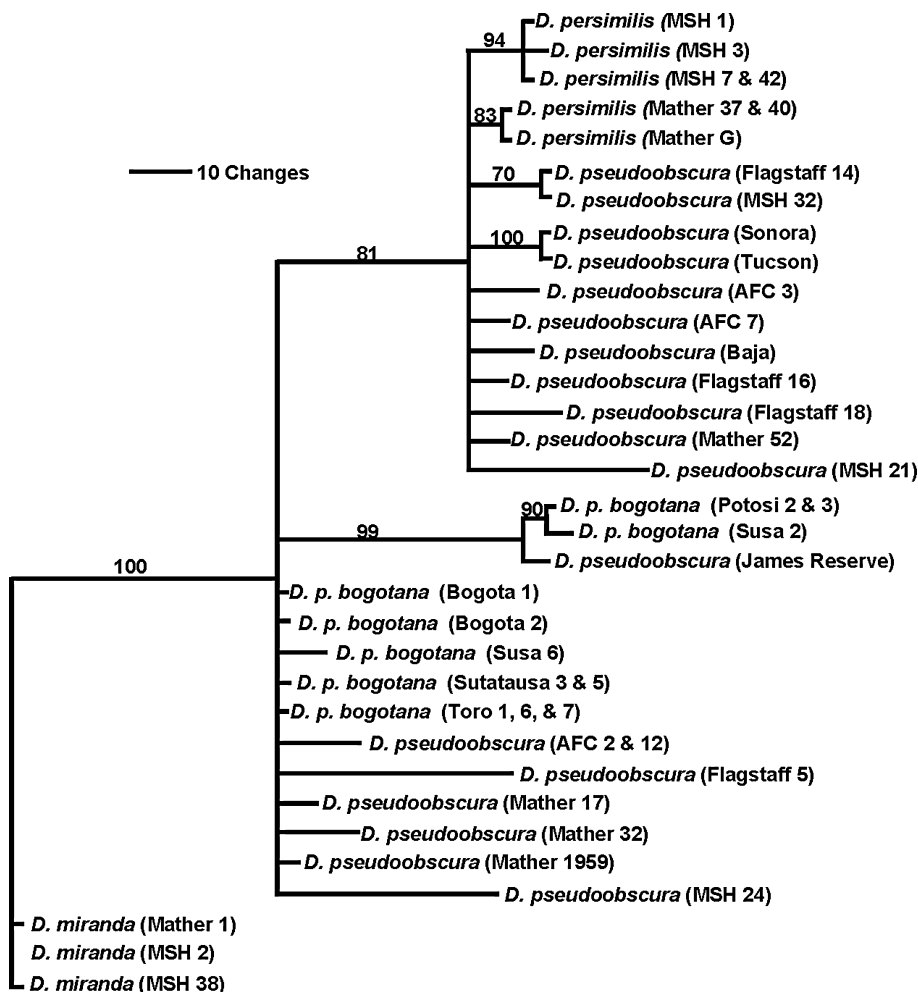 D. persimilis (MSH 1)
94
D. persimilis (MSH 3)
D. persimilis (MSH 7 & 42)
D. persimilis (Mather 37 & 40)
83
D. persimilis (Mather G)
10 Changes
70
D. pseudoobscura (Flagstaff 14)
D. pseudoobscura (MSH 32)
D. pseudoobscura (Sonora)
100
D. pseudoobscura (Tucson)
81
D. pseudoobscura (AFC 3)
D. pseudoobscura (AFC 7)
D. pseudoobscura (Baja)
D. pseudoobscura (Flagstaff 16)
D. pseudoobscura (Flagstaff 18)
D. pseudoobscura (Mather 52)
D. pseudoobscura (MSH 21)
D. p. bogotana (Potosi 2 & 3)
90
99
D. p. bogotana (Susa 2)
D. pseudoobscura (James Reserve)
100
D. p. bogotana (Bogota 1)
D. p. bogotana (Bogota 2)
D. p. bogotana (Susa 6)
D. p. bogotana (Sutatausa 3 & 5)
D. p. bogotana (Toro 1, 6, & 7)
D. pseudoobscura (AFC 2 & 12)
D. pseudoobscura (Flagstaff 5)
D. pseudoobscura (Mather 17)
D. pseudoobscura (Mather 32)
D. pseudoobscura (Mather 1959)
D. pseudoobscura (MSH 24)
D. miranda (Mather 1)
D. miranda (MSH 2)
D. miranda (MSH 38)